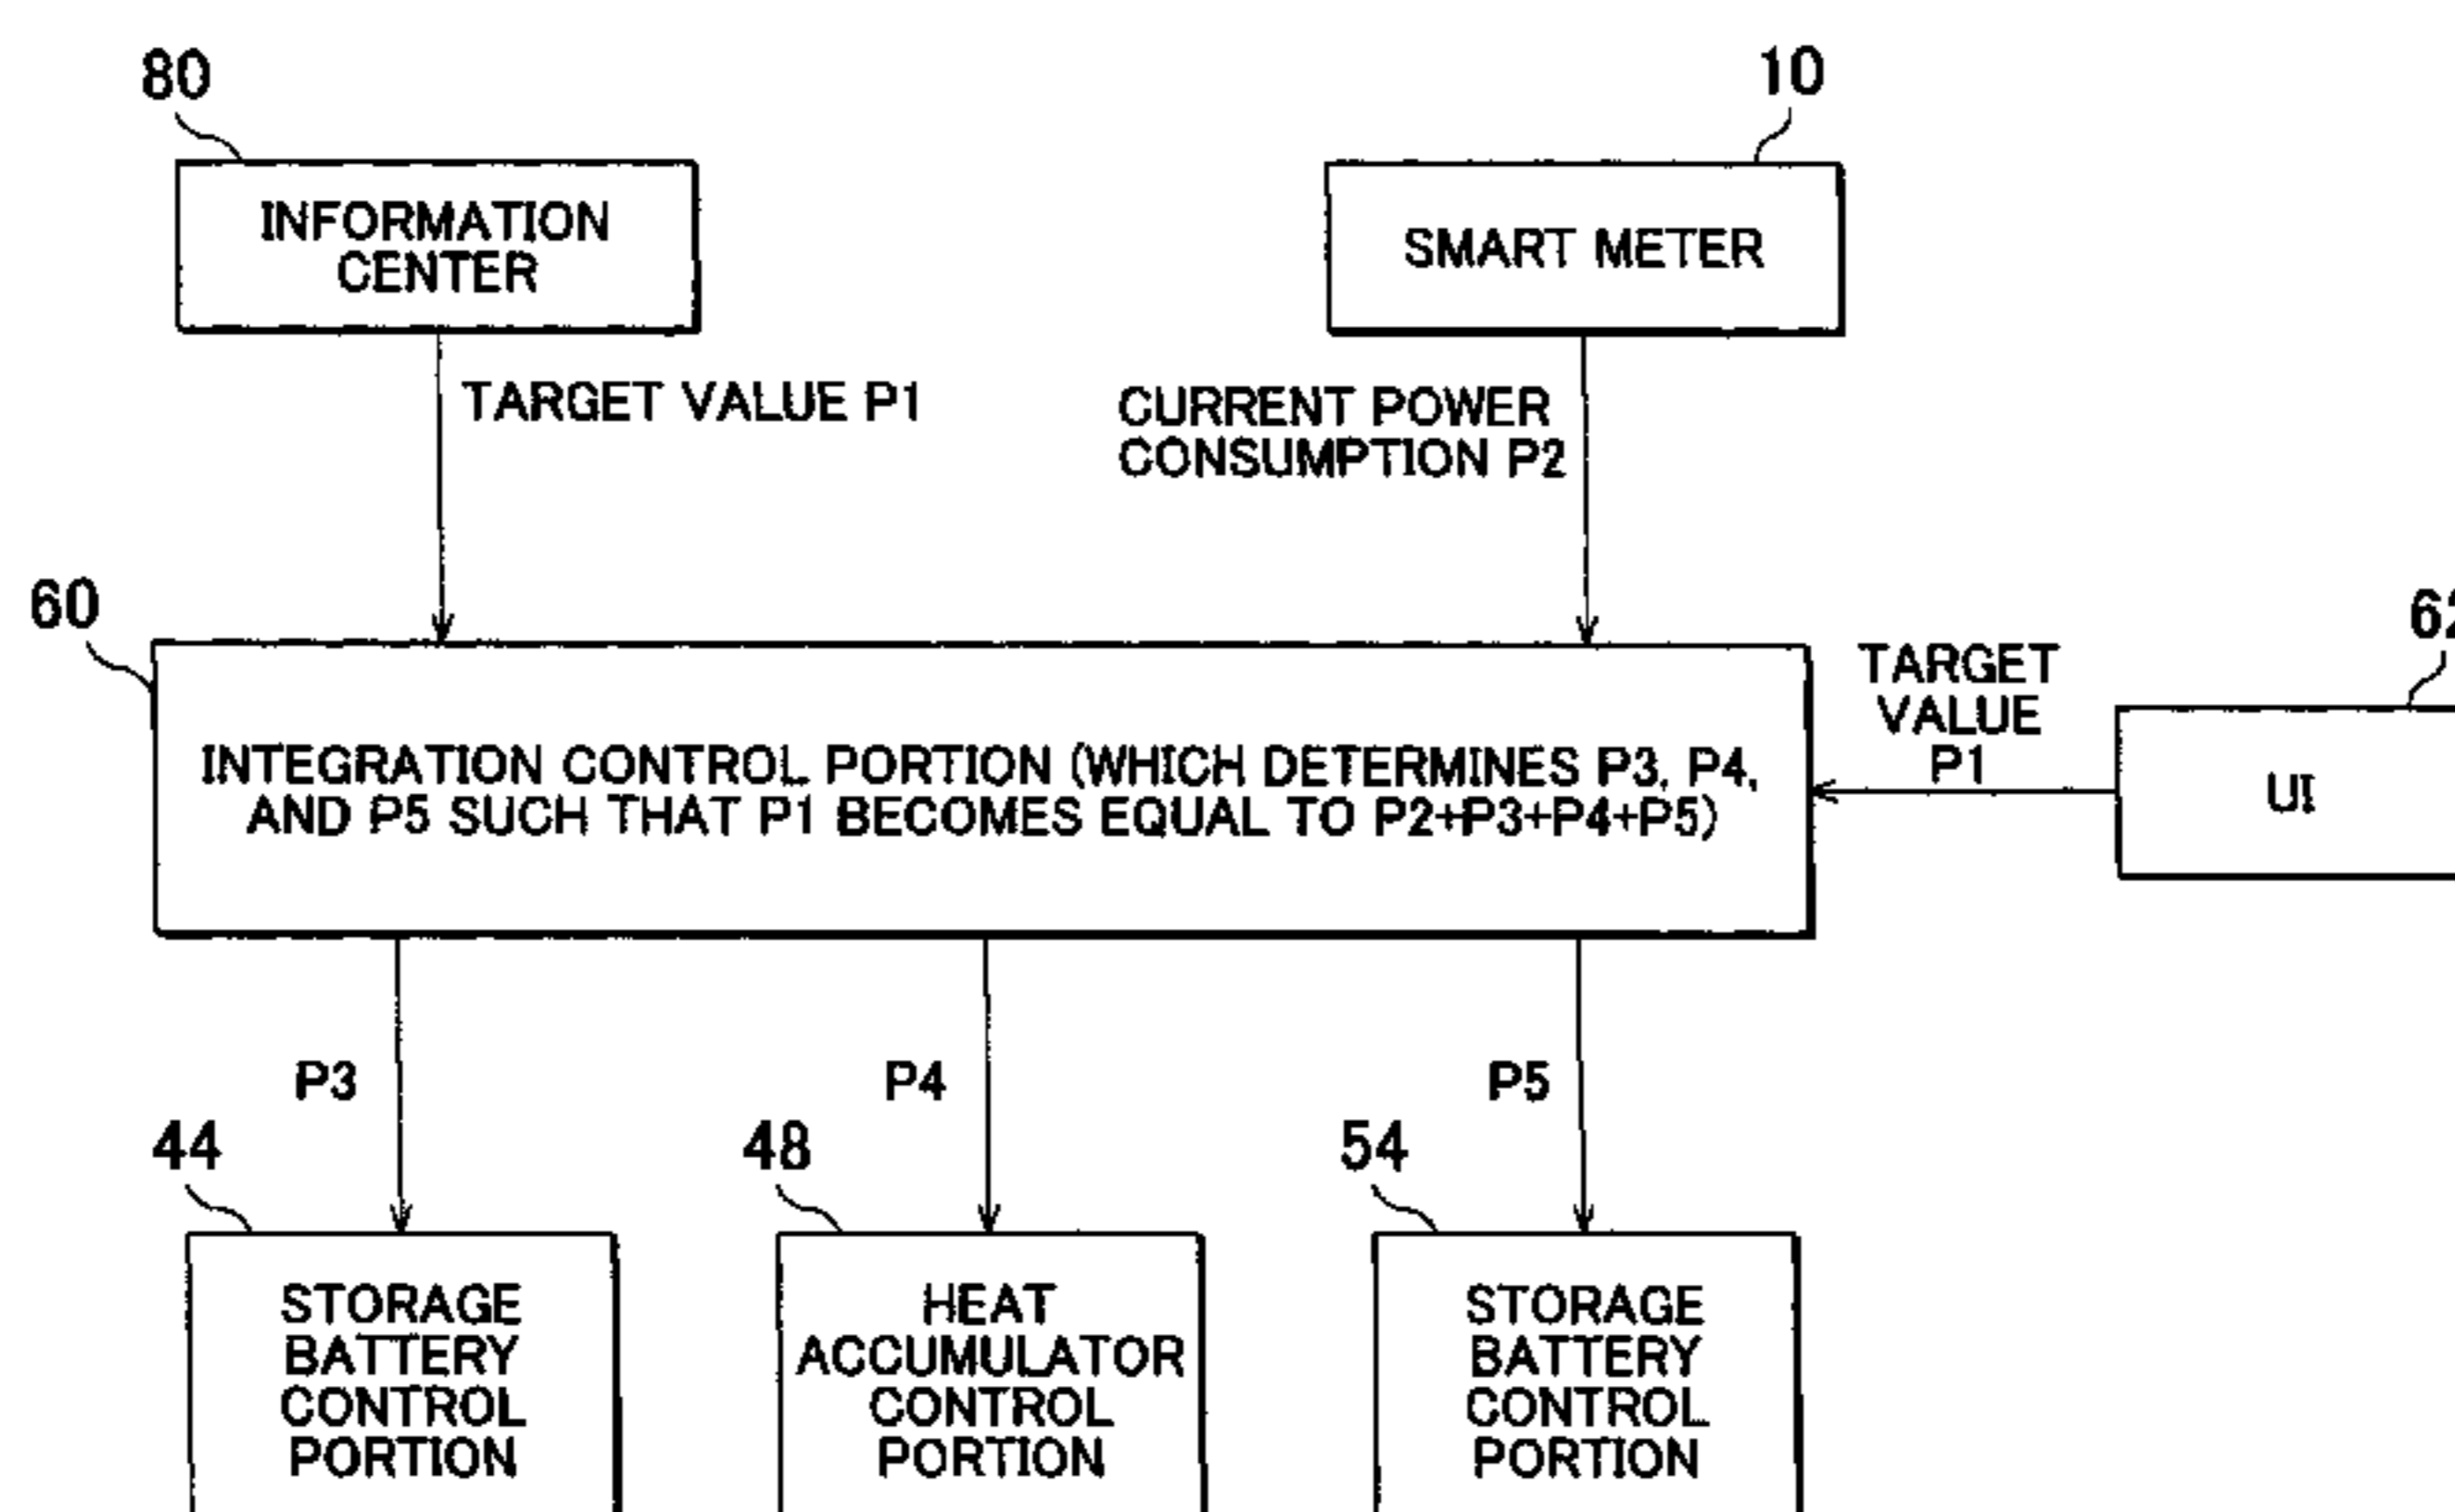 80
10
INFORMATION
CENTER
SMART METER
TARGET VALUE P1
CURRENT POWER
CONSUMPTION P2
60
62
TARGET
VALUE
P1
INTEGRATION CONTROL PORTION (WHICH DETERMINES P3, P4,
AND P5 SUCH THAT P1 BECOMES EQUAL TO P2+P3+P4+P5)
UI
P3
P4
P5
44
48
54
STORAGE
BATTERY
CONTROL
PORTION
HEAT
ACCUMULATOR
CONTROL
PORTION
STORAGE
BATTERY
CONTROL
PORTION